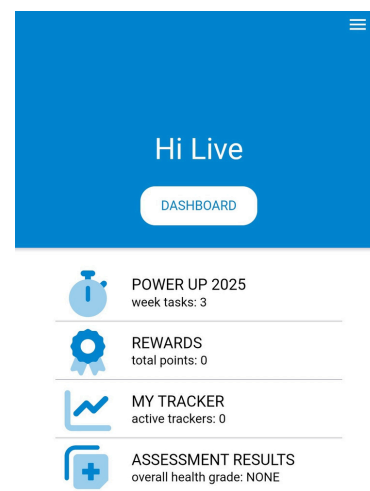 Hi Live
DASHBOARD
POWER UP 2025
week tasks: 3
REWARDS
total points: 0
MY TRACKER
active trackers: 0
ASSESSMENT RESULTS
overall health grade: NONE